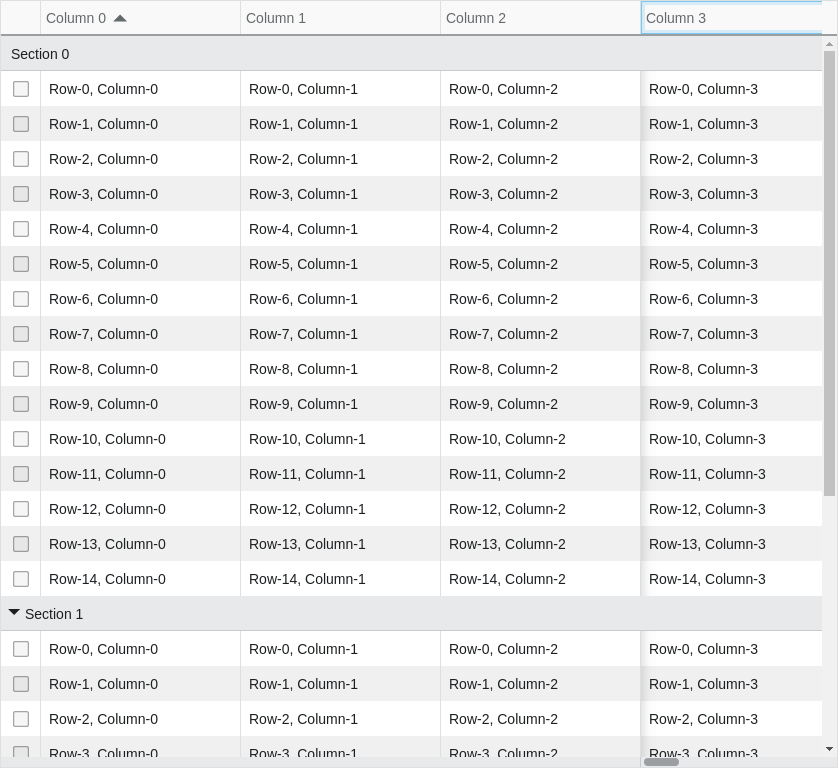 Column 0 Column 1 Column 2 Column 3
Section 0
Row-0, Column-0 Row-0, Column-1 Row-0, Column-2 Row-0, Column-3
Row-1, Column-0 Row-1, Column-1 Row-1, Column-2 Row-1, Column-3
Row-2, Column-0 Row-2, Column-1 Row-2, Column-2 Row-2, Column-3
Row-3, Column-0 Row-3, Column-1 Row-3, Column-2 Row-3, Column-3
Row-4, Column-0 Row-4, Column-1 Row-4, Column-2 Row-4, Column-3
Row-5, Column-0 Row-5, Column-1 Row-5, Column-2 Row-5, Column-3
Row-6, Column-0 Row-6, Column-1 Row-6, Column-2 Row-6, Column-3
Row-7, Column-0 Row-7, Column-1 Row-7, Column-2 Row-7, Column-3
Row-8, Column-0 Row-8, Column-1 Row-8, Column-2 Row-8, Column-3
Row-9, Column-0 Row-9, Column-1 Row-9, Column-2 Row-9, Column-3
Row-10, Column-0 Row-10, Column-1 Row-10, Column-2 Row-10, Column-3
Row-11, Column-0 Row-11, Column-1 Row-11, Column-2 Row-11, Column-3
Row-12, Column-0 Row-12, Column-1 Row-12, Column-2 Row-12, Column-3
Row-13, Column-0 Row-13, Column-1 Row-13, Column-2 Row-13, Column-3
Row-14, Column-0 Row-14, Column-1 Row-14, Column-2 Row-14, Column-3
Section 1
Row-0, Column-0 Row-0, Column-1 Row-0, Column-2 Row-0, Column-3
Row-1, Column-0 Row-1, Column-1 Row-1, Column-2 Row-1, Column-3
Row-2, Column-0 Row-2, Column-1 Row-2, Column-2 Row-2, Column-3
Row-3, Column-0 Row-3, Column-1 Row-3, Column-2 Row-3, Column-3